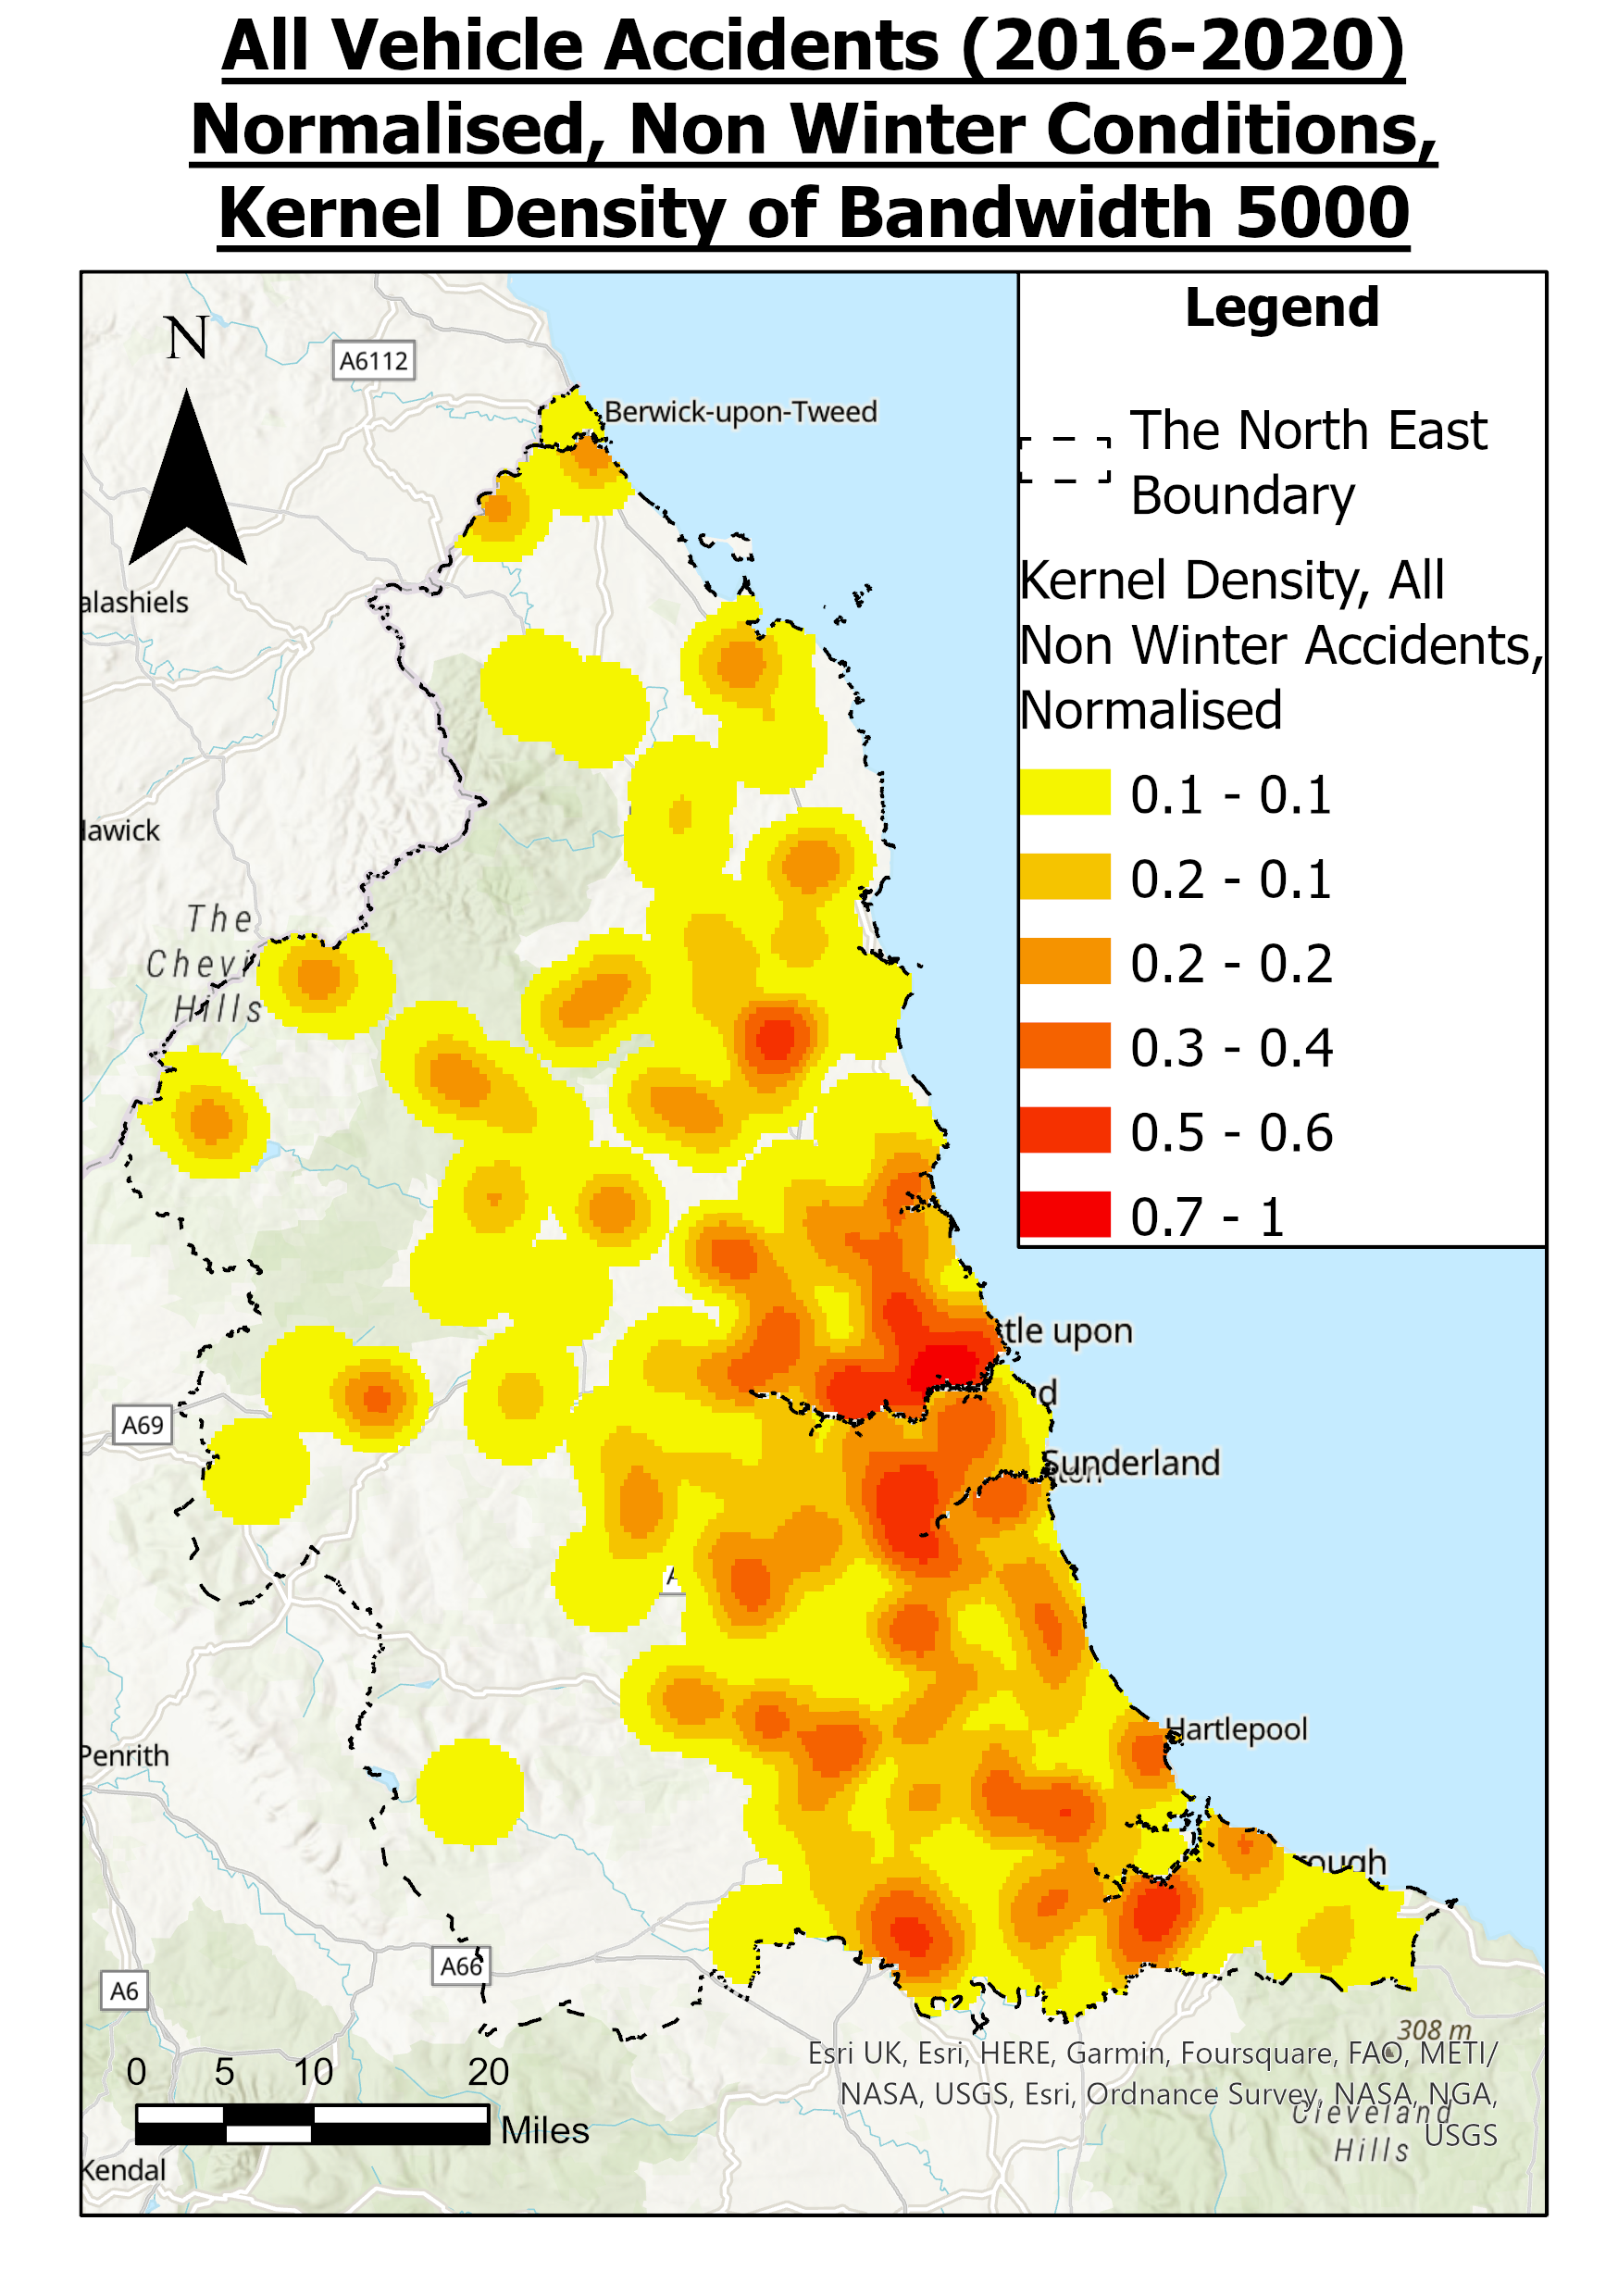 All Vehicle Accidents (2016-2020)
Normalised, Non Winter Conditions,
Kernel Density of Bandwidth 5000
Legend
N
A6112
Berwick-upon-Tweed
The North East
Boundary
Kernel Density, All
Non Winter Accidents,
Normalised
0.1 - 0.1
0.2 - 0.1
0.2 - 0.2
0.3 - 0.4
0.5 - 0.6
0.7 - 1
alashiels
awick
The
Chevi
Hills
tle upon
d
A69
Sunderland
Hartlepool
Penrith
rough
A66
A6
308 m
Esri UK, Esri, HERE, Garmin, Foursquare, FAO, METI/
NASA, USGS, Esri, Ordnance Survey, NASA, NGA,
USGS
Cleveland
Hills
0 5 10 20
Miles
Kendal